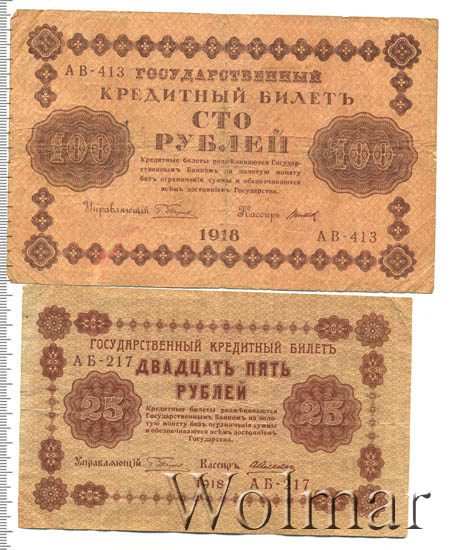 АВ-413 ГОСУДАРСТВЕННЫЙ
КРЕДИТНЫЙ БИЛЕТЪ
100 СТО 100
РУБЛЕЙ
Кредитные билеты размѣниваются Государ-
ственнымъ Банкомъ на золотую монету
безъ ограниченія суммы и обезпечиваются
всѣмъ достояніемъ Государства.
Управляющій Кассиръ
1918 АВ-413
ГОСУДАРСТВЕННЫЙ КРЕДИТНЫЙ БИЛЕТЪ
АБ-217 ДВАДЦАТЬ ПЯТЬ
РУБЛЕЙ
25 25
Кредитные билеты размѣниваются
Государственнымъ Банкомъ на золо-
тую монету безъ ограниченія суммы
и обезпечиваются всѣмъ достояніемъ
Государства.
Управляющій Кассиръ
1918 АБ-217
Wolmar